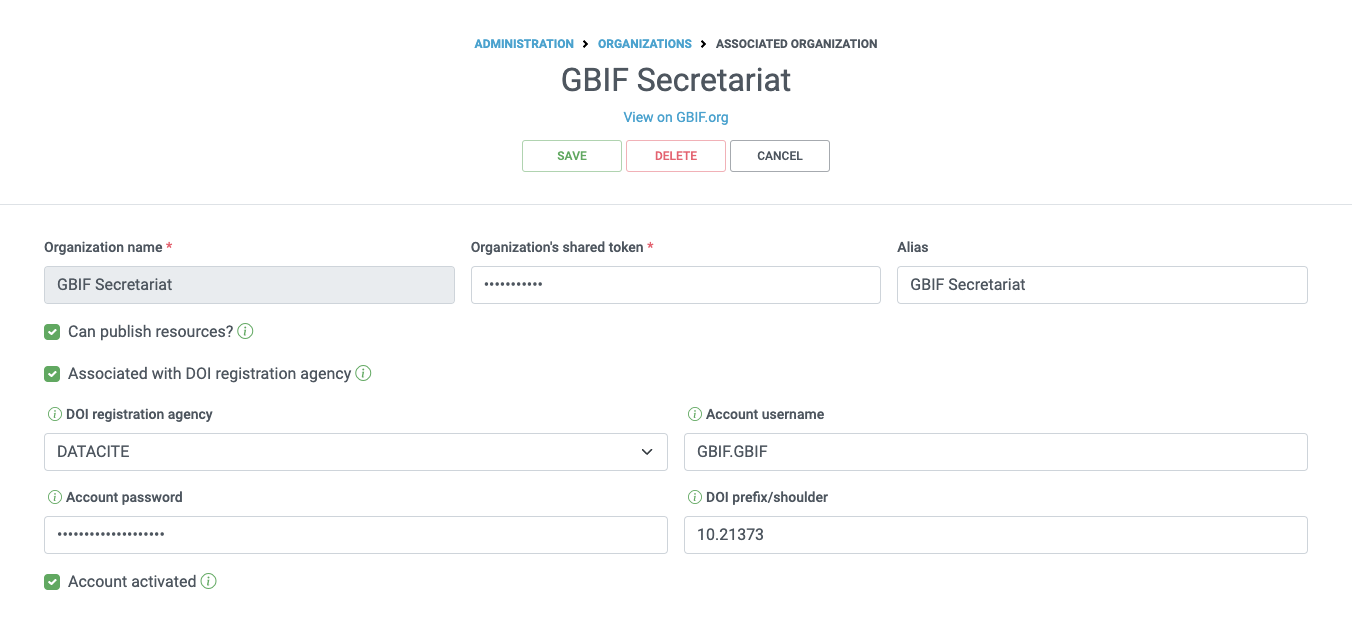 ADMINISTRATION > ORGANIZATIONS > ASSOCIATED ORGANIZATION
GBIF Secretariat
View on GBIF.org
SAVE DELETE CANCEL
Organization name * Organization's shared token * Alias
GBIF Secretariat ••••••••••• GBIF Secretariat
Can publish resources?
Associated with DOI registration agency
DOI registration agency Account username
DATACITE GBIF.GBIF
Account password DOI prefix/shoulder
•••••••••••••••••••• 10.21373
Account activated